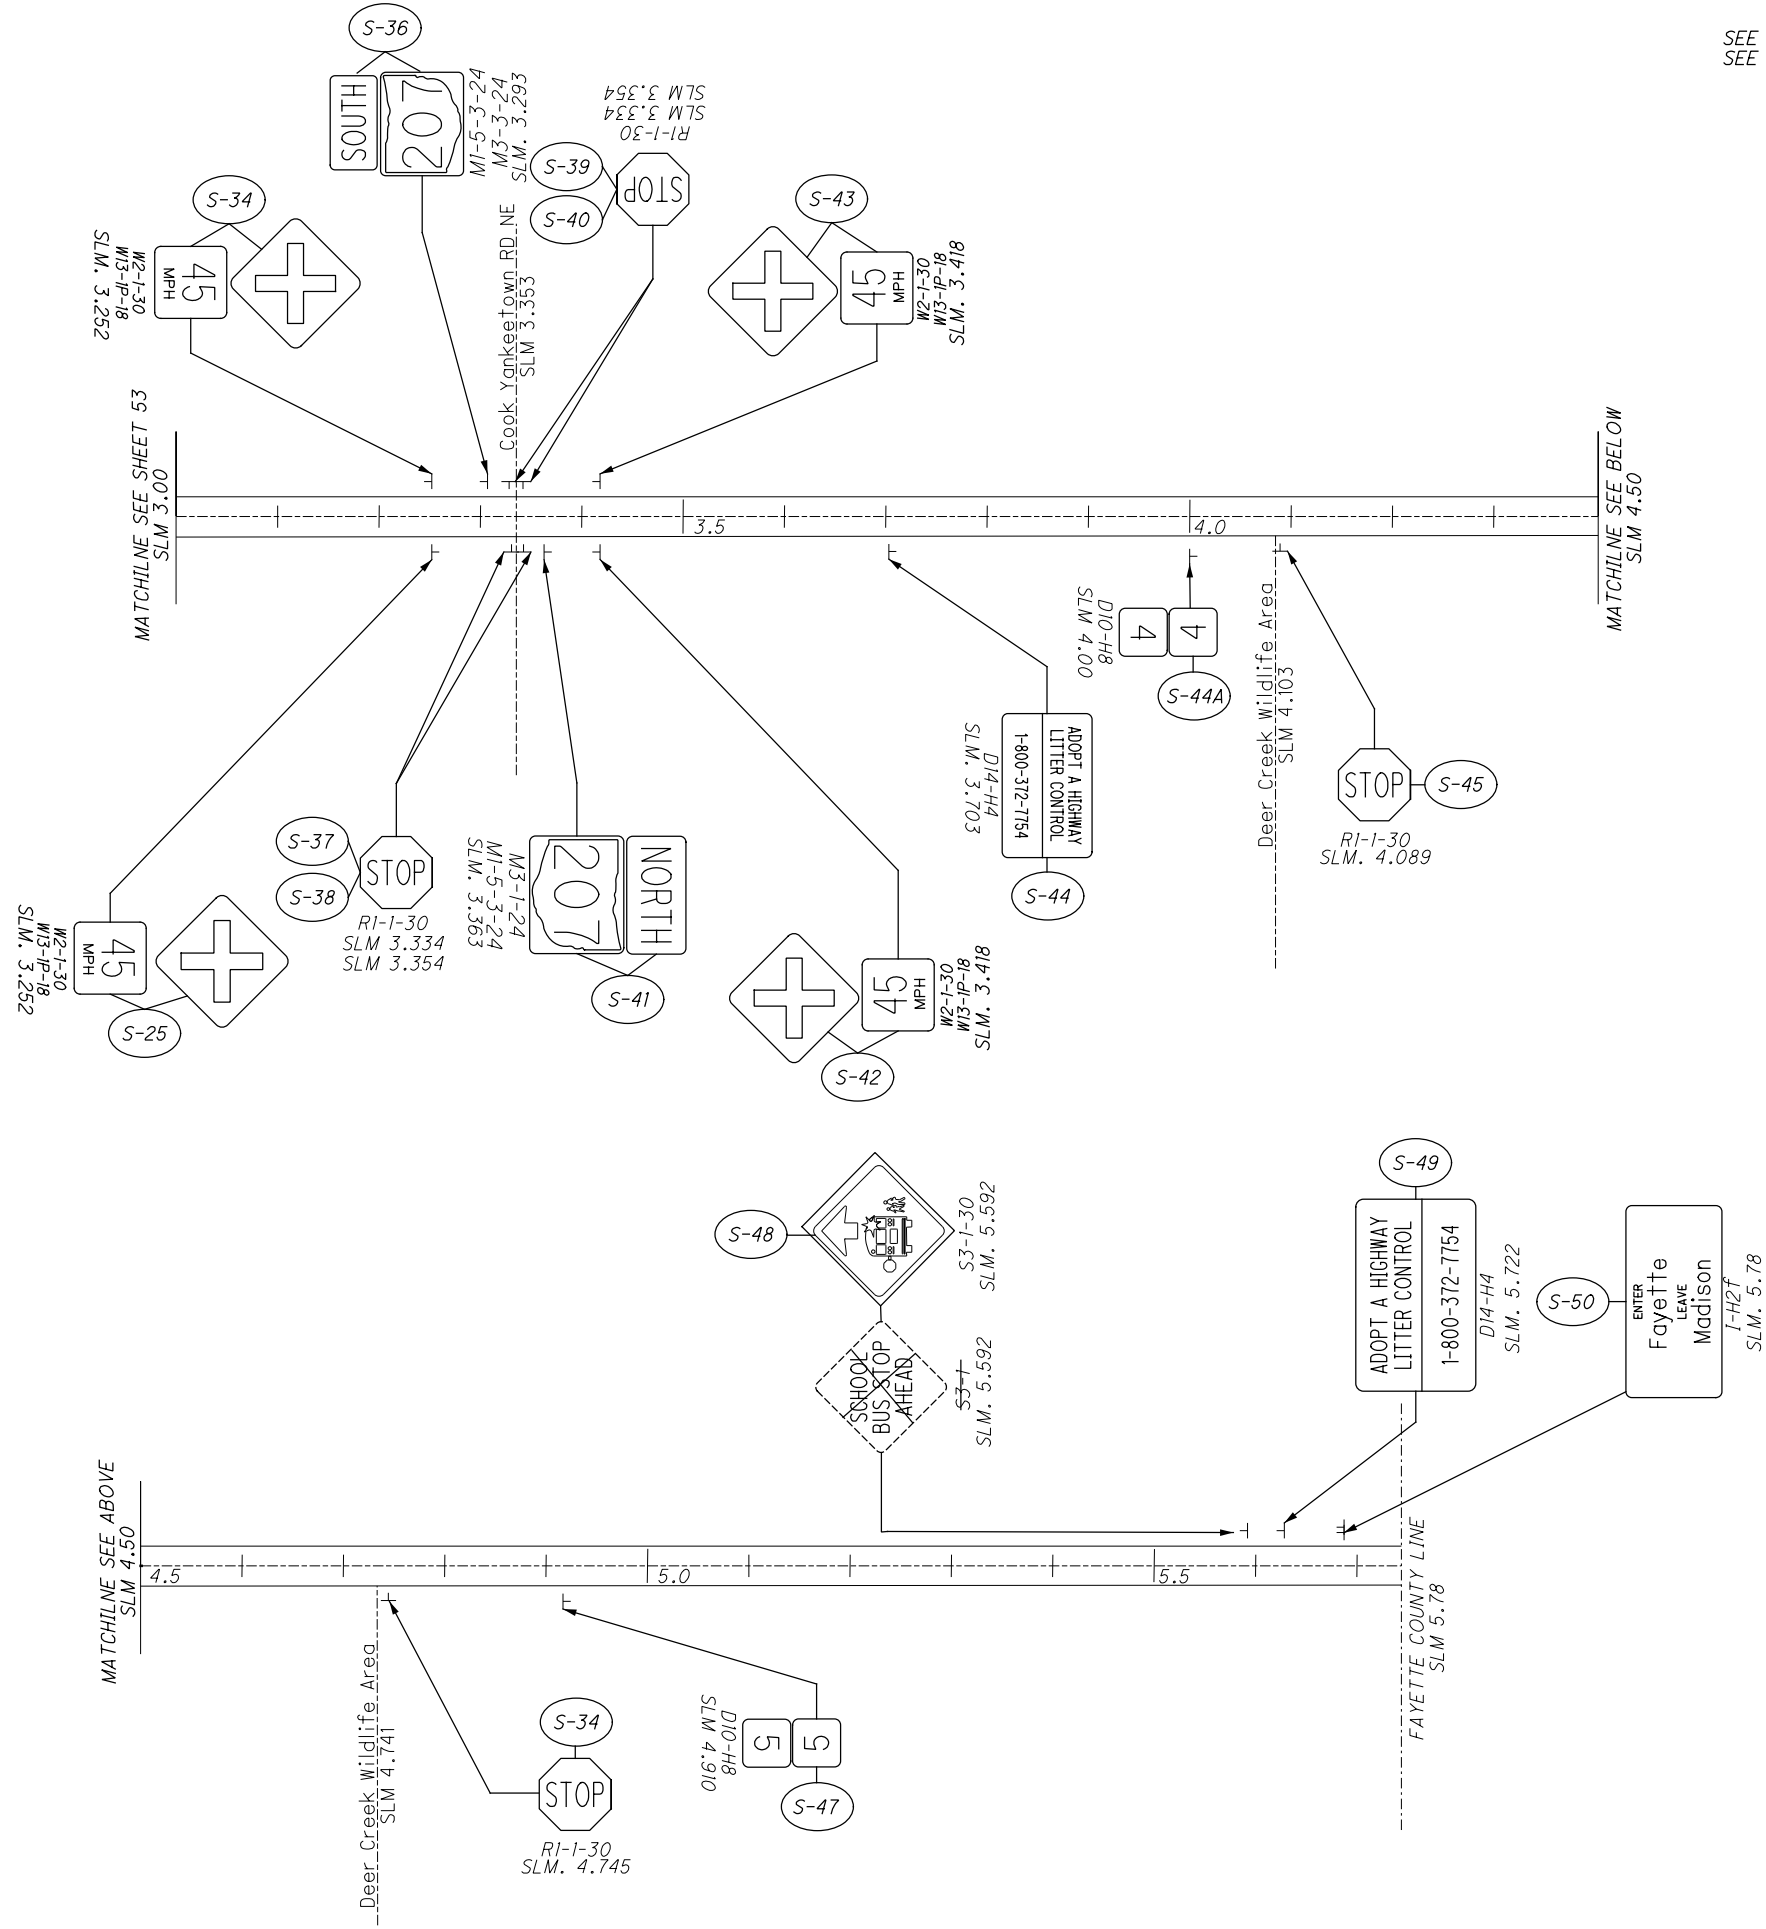 SEE
SEE
S-36
SOUTH
207
M1-5-3-24
M3-3-24
SLM. 3.293
S-34
45
MPH
W2-1-30
W13-1P-18
SLM. 3.252
Cook Yankeetown RD NE
SLM 3.353
R1-1-30
SLM 3.334
SLM 3.354
S-39
S-40
STOP
S-43
45
MPH
W2-1-30
W13-1P-18
SLM. 3.418
MATCHILNE SEE SHEET 53
SLM 3.00
3.5
4.0
MATCHILNE SEE BELOW
SLM 4.50
45
MPH
W2-1-30
W13-1P-18
SLM. 3.252
S-25
S-37
S-38
STOP
R1-1-30
SLM 3.334
SLM 3.354
NORTH
207
M3-1-24
M1-5-3-24
SLM. 3.363
S-41
45
MPH
W2-1-30
W13-1P-18
SLM. 3.418
S-42
ADOPT A HIGHWAY
LITTER CONTROL
1-800-372-7754
D14-H4
SLM. 3.703
S-44
D10-H8
SLM 4.00
4
4
S-44A
Deer Creek Wildlife Area
SLM 4.103
STOP
S-45
R1-1-30
SLM. 4.089
S-48
S3-1-30
SLM. 5.592
SCHOOL
BUS STOP
AHEAD
S3-1
SLM. 5.592
S-49
ADOPT A HIGHWAY
LITTER CONTROL
1-800-372-7754
D14-H4
SLM. 5.722
S-50
ENTER
Fayette
LEAVE
Madison
I-H2f
SLM. 5.78
MATCHILNE SEE ABOVE
SLM 4.50
4.5
5.0
5.5
FAYETTE COUNTY LINE
SLM 5.78
Deer Creek Wildlife Area
SLM 4.741
S-34
STOP
R1-1-30
SLM. 4.745
D10-H8
SLM 4.910
5
5
S-47